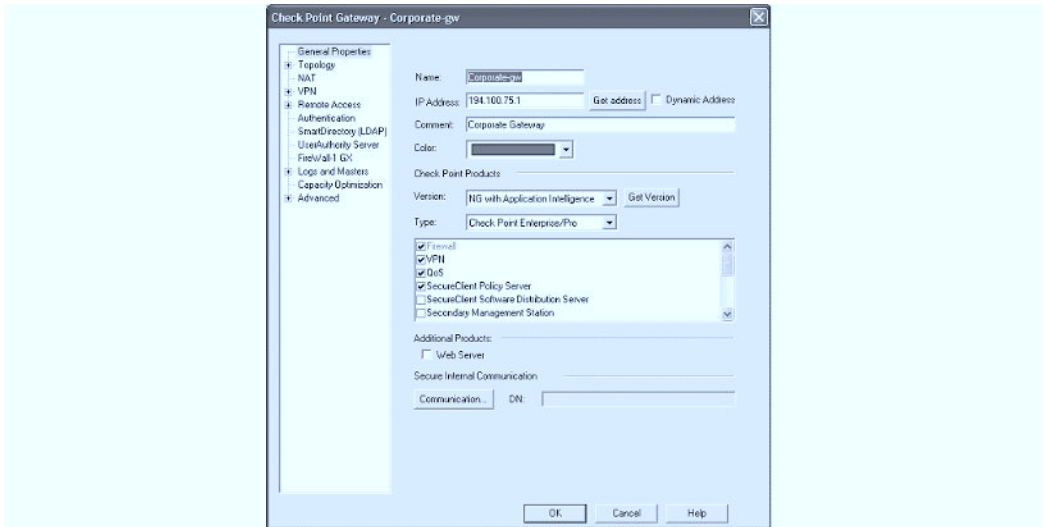 Check Point Gateway - Corporate-gw
General Properties
Topology
NAT
VPN
Remote Access
Authentication
SmartDirectory (LDAP)
UserAuthority Server
FireWall-1 GX
Logs and Masters
Capacity Optimization
Advanced
Name: Corporate-gw
IP Address: 194.100.75.1 Get address Dynamic Address
Comment: Corporate Gateway
Color:
Check Point Products
Version: NG with Application Intelligence Get Version
Type: Check Point Enterprise/Pro
Firewall
VPN
QoS
SecureClient Policy Server
SecureClient Software Distribution Server
Secondary Management Station
Additional Products:
Web Server
Secure Internal Communication
Communication... DN:
OK Cancel Help